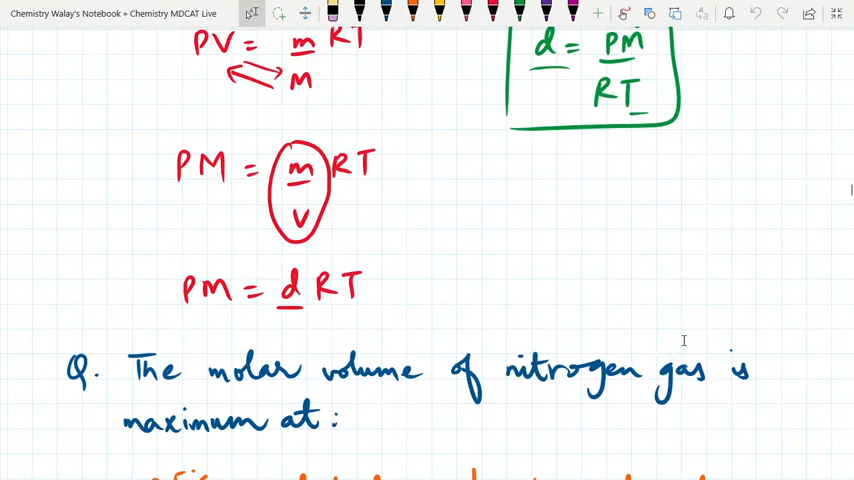 Chemistry Walay's Notebook » Chemistry MDCAT Live
PV = m RT
M
d = PM
RT
PM = m RT
V
PM = d RT
Q. The molar volume of nitrogen gas is
maximum at: